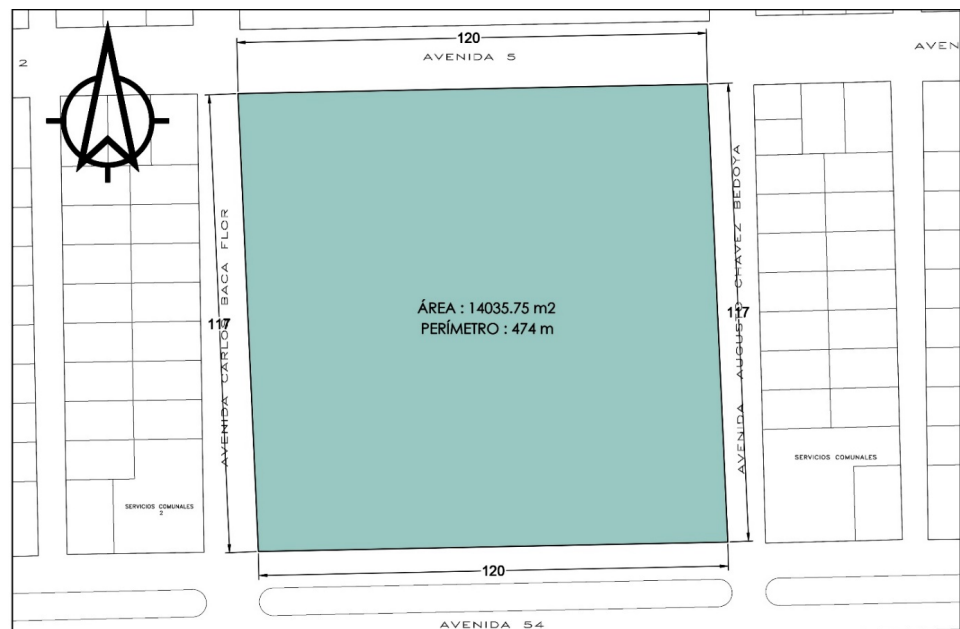 120
AVENIDA 5
AVEN
2
AVENIDA CARLOS BACA FLOR
117
ÁREA : 14035.75 m2
PERÍMETRO : 474 m
117
AVENIDA AUGUSTO CHAVEZ BEDOYA
SERVICIOS COMUNALES
SERVICIOS COMUNALES
2
120
AVENIDA 54